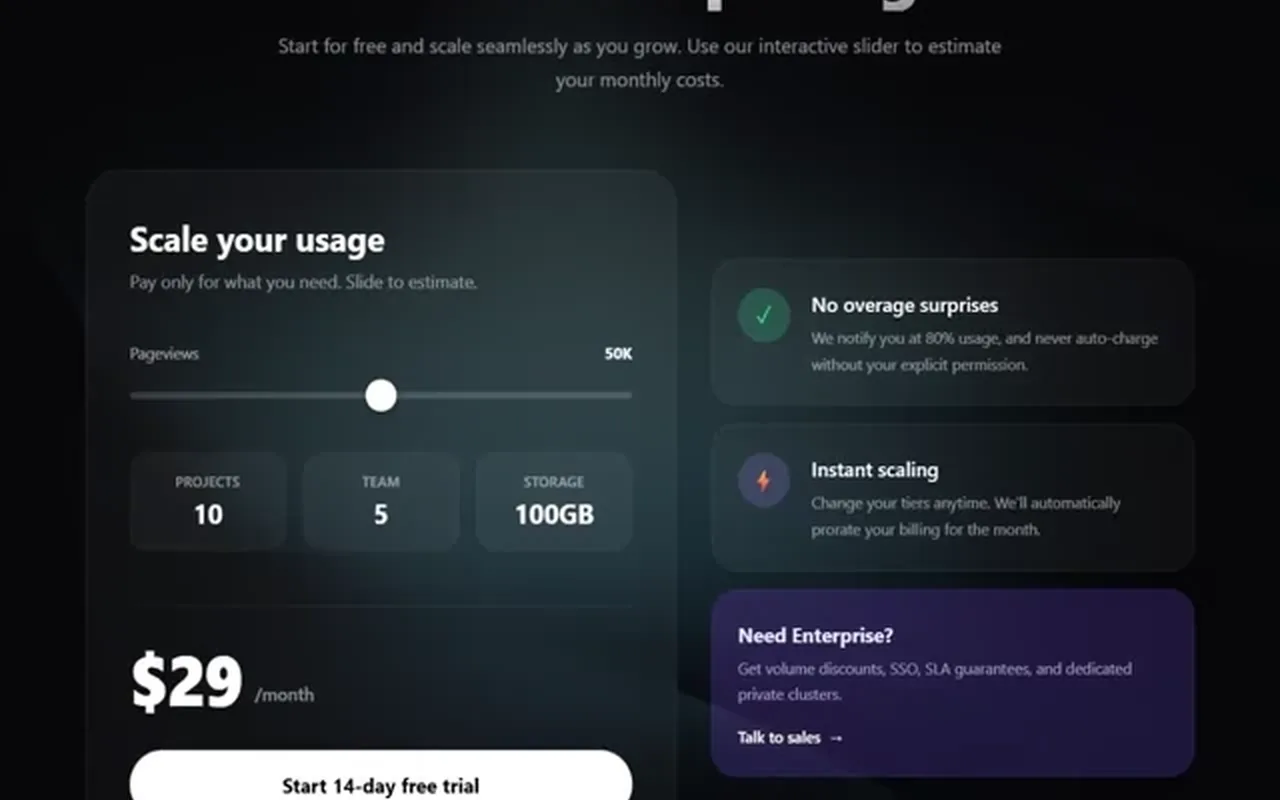 Start for free and scale seamlessly as you grow. Use our interactive slider to estimate
your monthly costs.
Scale your usage
Pay only for what you need. Slide to estimate.
Pageviews 50K
PROJECTS TEAM STORAGE
10 5 100GB
$29 /month
Start 14-day free trial
✓ No overage surprises
We notify you at 80% usage, and never auto-charge
without your explicit permission.
Instant scaling
Change your tiers anytime. We'll automatically
prorate your billing for the month.
Need Enterprise?
Get volume discounts, SSO, SLA guarantees, and dedicated
private clusters.
Talk to sales →